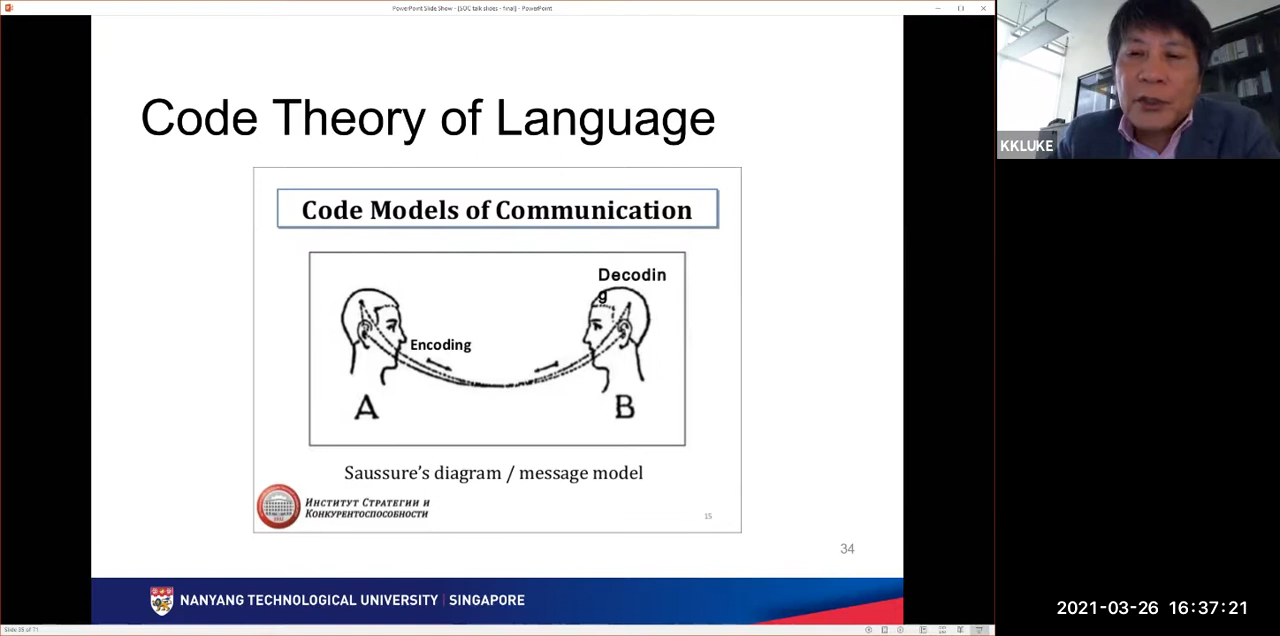 PowerPoint Slide Show - [SOC talk slides - final] - PowerPoint
Code Theory of Language
Code Models of Communication
Decodin
g
Encoding
A
B
Saussure's diagram / message model
Институт Стратегии и
Конкурентоспособности
15
34
NANYANG TECHNOLOGICAL UNIVERSITY | SINGAPORE
KKLUKE
2021-03-26 16:37:21